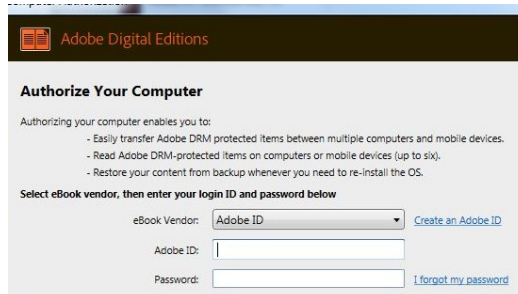 Adobe Digital Editions
Authorize Your Computer
Authorizing your computer enables you to:
- Easily transfer Adobe DRM protected items between multiple computers and mobile devices.
- Read Adobe DRM-protected items on computers or mobile devices (up to six).
- Restore your content from backup whenever you need to re-install the OS.
Select eBook vendor, then enter your login ID and password below
eBook Vendor: Adobe ID Create an Adobe ID
Adobe ID:
Password: I forgot my password